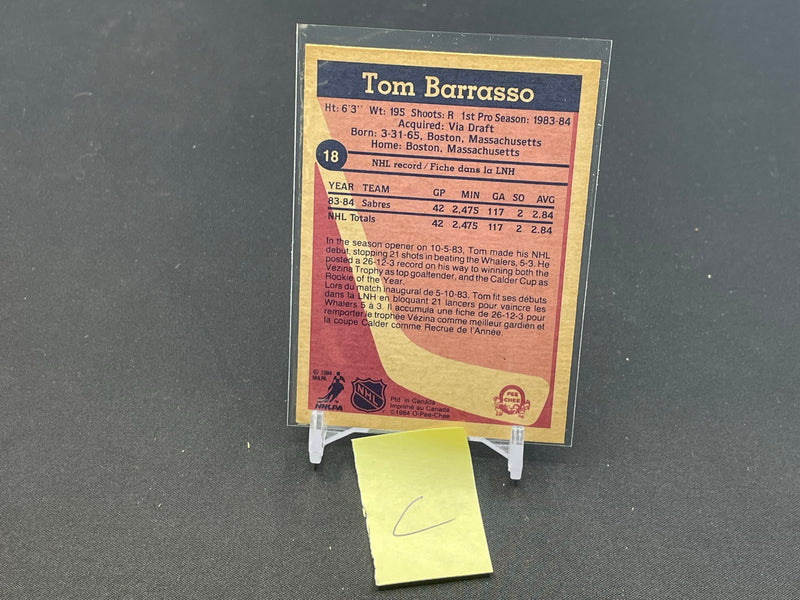 Tom Barrasso
Ht: 6'3" Wt: 195 Shoots: R 1st Pro Season: 1983-84
Acquired: Via Draft
Born: 3-31-65, Boston, Massachusetts
Home: Boston, Massachusetts
18
NHL record/Fiche dans la LNH
YEAR TEAM GP MIN GA SO AVG
83-84 Sabres 42 2,475 117 2 2.84
NHL Totals 42 2,475 117 2 2.84
In the season opener on 10-5-83, Tom made his NHL
debut, stopping 21 shots in beating the Whalers, 5-3. He
posted a 26-12-3 record on his way to winning both the
Vezina Trophy as top goaltender, and the Calder Cup as
Rookie of the Year.
Lors du match inaugural de 5-10-83, Tom fit ses débuts
dans la LNH en bloquant 21 lancers pour vaincre les
Whalers 5 à 3. Il accumula une fiche de 26-12-3 pour
remporter le trophée Vézina comme meilleur gardien et
la coupe Calder comme Recrue de l'Année.
© 1984
NHLPA
NHL
Ptd in Canada
Imprimé au Canada
©1984 O-Pee-Chee
O PEE CHEE
C